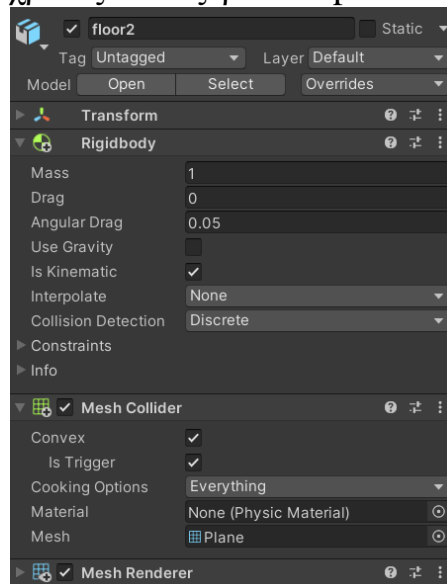 floor2 Static
Tag Untagged Layer Default
Model Open Select Overrides
Transform
Rigidbody
Mass 1
Drag 0
Angular Drag 0.05
Use Gravity
Is Kinematic
Interpolate None
Collision Detection Discrete
Constraints
Info
Mesh Collider
Convex
Is Trigger
Cooking Options Everything
Material None (Physic Material)
Mesh Plane
Mesh Renderer